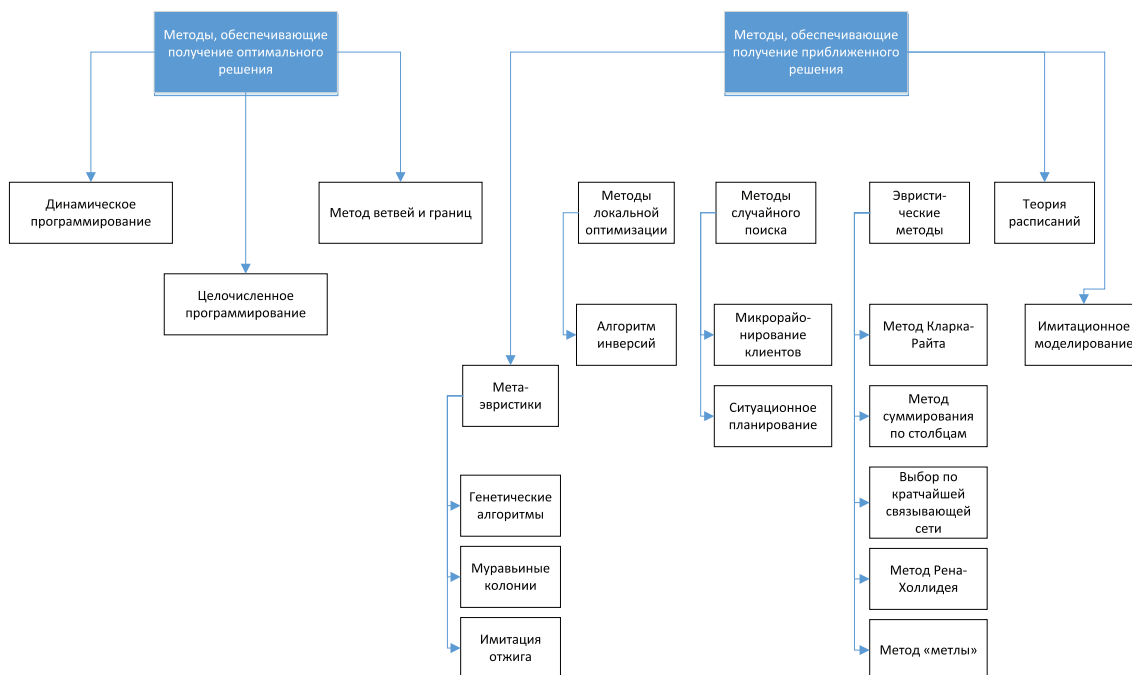 Методы, обеспечивающие
получение оптимального
решения
Методы, обеспечивающие
получение приближенного
решения
Динамическое
программирование
Метод ветвей и границ
Целочисленное
программирование
Методы
локальной
оптимизации
Методы
случайного
поиска
Эвристи-
ческие
методы
Теория
расписаний
Алгоритм
инверсий
Микрорайо-
нирование
клиентов
Метод Кларка-
Райта
Имитационное
моделирование
Мета-
эвристики
Ситуационное
планирование
Метод
суммирования
по столбцам
Генетические
алгоритмы
Выбор по
кратчайшей
связывающей
сети
Муравьиные
колонии
Метод Рена-
Холлидея
Имитация
отжига
Метод «метлы»